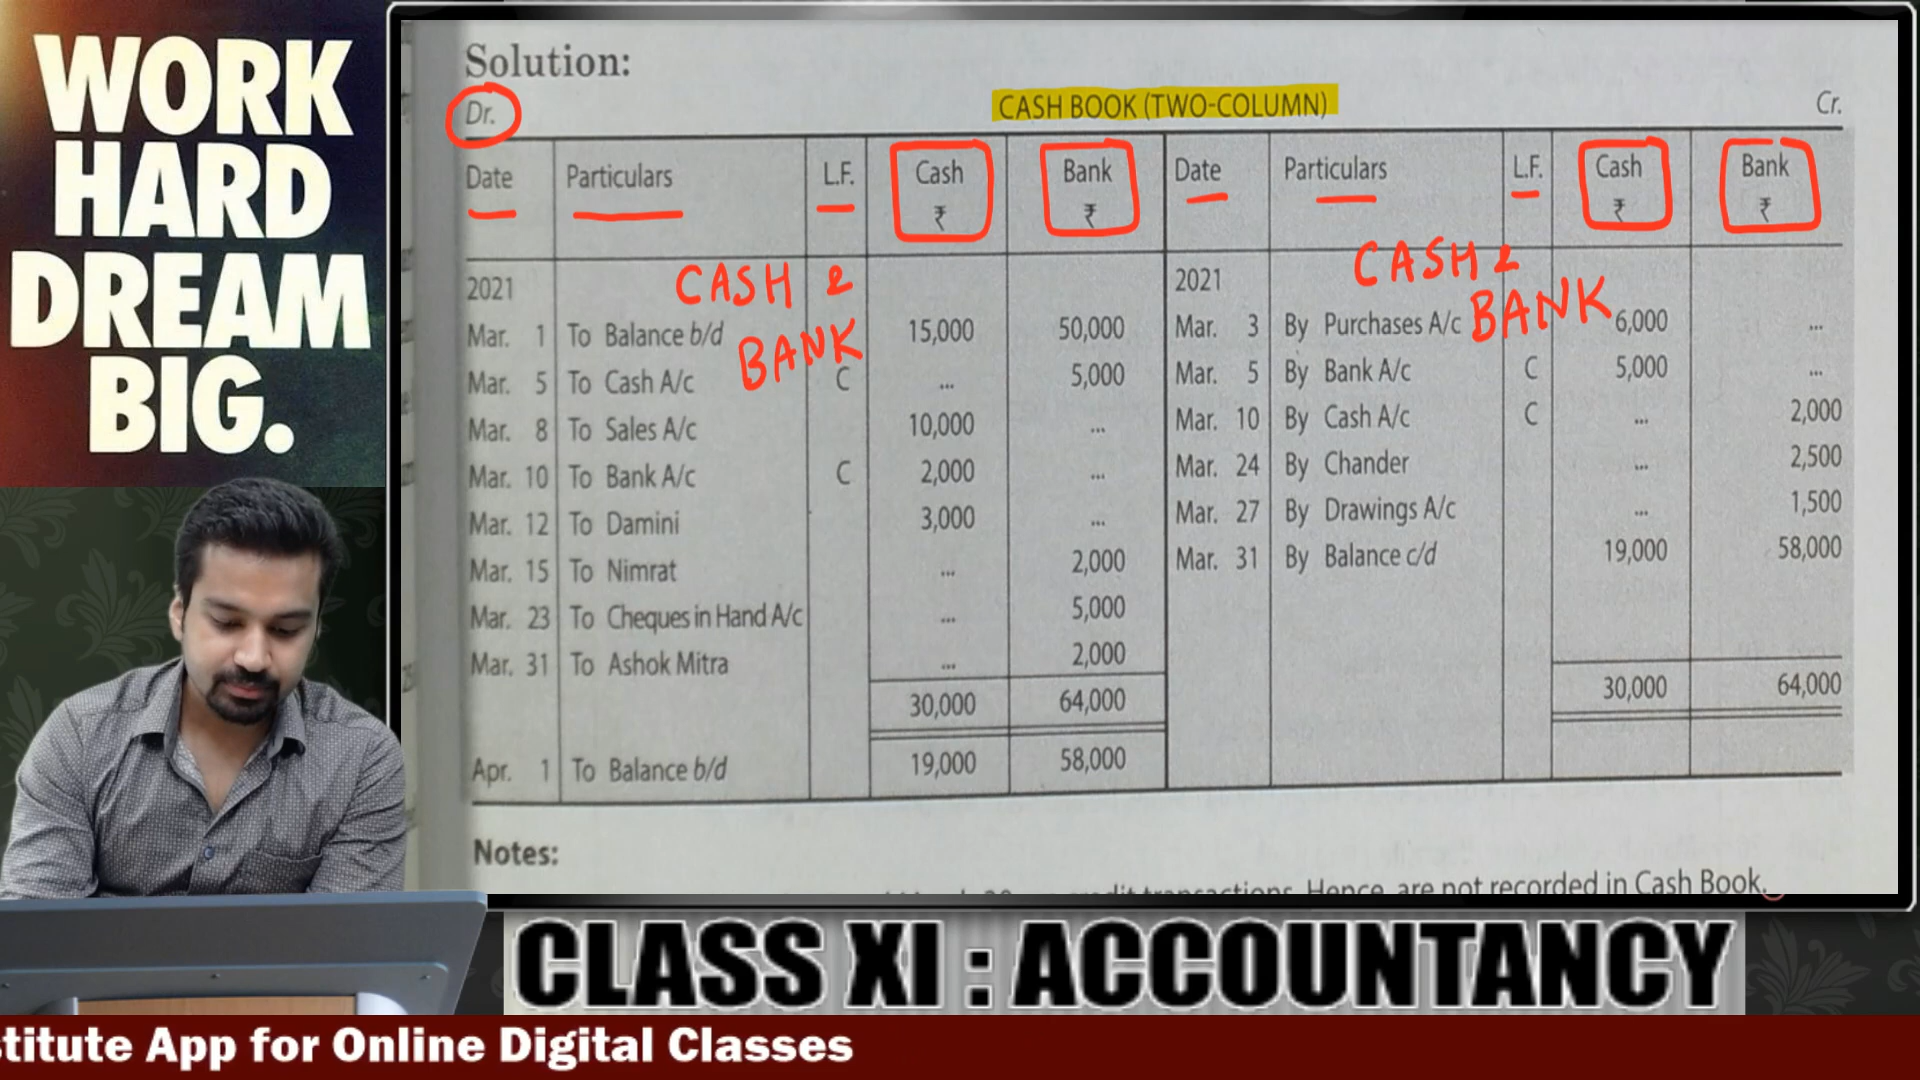 WORK
HARD
DREAM
BIG.
Solution:
Dr. CASH BOOK (TWO-COLUMN) Cr.
Date Particulars L.F. Cash ₹ Bank ₹ Date Particulars L.F. Cash ₹ Bank ₹
CASH &
BANK
CASH &
BANK
2021 2021
Mar. 1 To Balance b/d 15,000 50,000 Mar. 3 By Purchases A/c 6,000 ...
Mar. 5 To Cash A/c C ... 5,000 Mar. 5 By Bank A/c C 5,000 ...
Mar. 8 To Sales A/c 10,000 ... Mar. 10 By Cash A/c C ... 2,000
Mar. 10 To Bank A/c C 2,000 ... Mar. 24 By Chander ... 2,500
Mar. 12 To Damini 3,000 ... Mar. 27 By Drawings A/c ... 1,500
Mar. 15 To Nimrat ... 2,000 Mar. 31 By Balance c/d 19,000 58,000
Mar. 23 To Cheques in Hand A/c ... 5,000
Mar. 31 To Ashok Mitra ... 2,000
30,000 64,000 30,000 64,000
Apr. 1 To Balance b/d 19,000 58,000
Notes:
credit transactions. Hence, are not recorded in Cash Book.
CLASS XI : ACCOUNTANCY
stitute App for Online Digital Classes